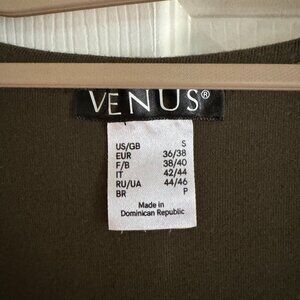 VENUS®
US/GB S
EUR 36/38
F/B 38/40
IT 42/44
RU/UA 44/46
BR P
Made in
Dominican Republic